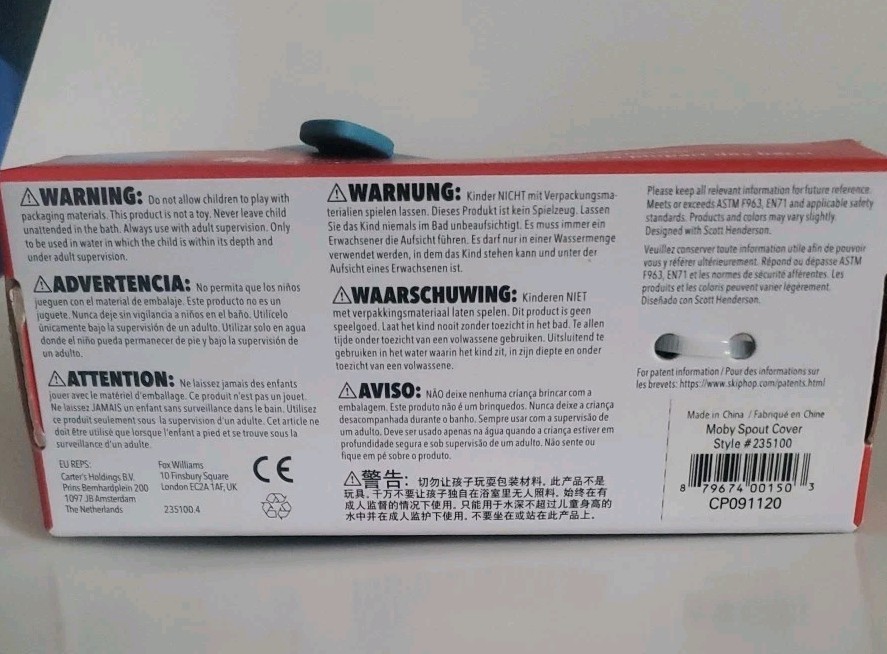 ⚠WARNING: Do not allow children to play with
packaging materials. This product is not a toy. Never leave child
unattended in the bath. Always use with adult supervision. Only
to be used in water in which the child is within its depth and
under adult supervision.
⚠ADVERTENCIA: No permita que los niños
jueguen con el material de embalaje. Este producto no es un
juguete. Nunca deje sin vigilancia a niños en el baño. Utilícelo
únicamente bajo la supervisión de un adulto. Utilizar solo en agua
donde el niño pueda permanecer de pie y bajo la supervisión de
un adulto.
⚠ATTENTION: Ne laissez jamais des enfants
jouer avec le matériel d'emballage. Ce produit n'est pas un jouet.
Ne laissez JAMAIS un enfant sans surveillance dans le bain. Utilisez
ce produit seulement sous la supervision d'un adulte. Cet article ne
doit être utilisé que lorsque l'enfant a pied et se trouve sous la
surveillance d'un adulte.
EU REPS:
Carter's Holdings B.V.
Prins Bernhardplein 200
1097 JB Amsterdam
The Netherlands
Fox Williams
10 Finsbury Square
London EC2A 1AF, UK
235100.4
CE
⚠WARNUNG: Kinder NICHT mit Verpackungsma-
terialien spielen lassen. Dieses Produkt ist kein Spielzeug. Lassen
Sie das Kind niemals im Bad unbeaufsichtigt. Es muss immer ein
Erwachsener die Aufsicht führen. Es darf nur in einer Wassermenge
verwendet werden, in dem das Kind stehen kann und unter der
Aufsicht eines Erwachsenen ist.
⚠WAARSCHUWING: Kinderen NIET
met verpakkingsmateriaal laten spelen. Dit product is geen
speelgoed. Laat het kind nooit zonder toezicht in het bad. Te allen
tijde onder toezicht van een volwassene gebruiken. Uitsluitend te
gebruiken in het water waarin het kind zit, in zijn diepte en onder
toezicht van een volwassene.
⚠AVISO: NÃO deixe nenhuma criança brincar com a
embalagem. Este produto não é um brinquedos. Nunca deixe a criança
desacompanhada durante o banho. Sempre usar com a supervisão de
um adulto. Deve ser usado apenas na água quando a criança estiver em
profundidade segura e sob supervisão de um adulto. Não sente ou
fique em pé sobre o produto.
⚠警告: 切勿让孩子玩耍包装材料. 此产品不是
玩具. 千万不要让孩子独自在浴室里无人照料. 始终在有
成人监督的情况下使用. 只能用于水深不超过儿童身高的
水中并在成人监护下使用. 不要坐在或站在此产品上.
Please keep all relevant information for future reference.
Meets or exceeds ASTM F963, EN71 and applicable safety
standards. Products and colors may vary slightly.
Designed with Scott Henderson.
Veuillez conserver toute information utile afin de pouvoir
vous y référer ultérieurement. Répond ou dépasse ASTM
F963, EN71 et les normes de sécurité afférentes. Les
produits et les coloris peuvent varier légèrement.
Diseñado con Scott Henderson.
For patent information / Pour des informations sur
les brevets: https://www.skiphop.com/patents.html
Made in China / Fabriqué en Chine
Moby Spout Cover
Style #235100
8 79674 00150 3
CP091120